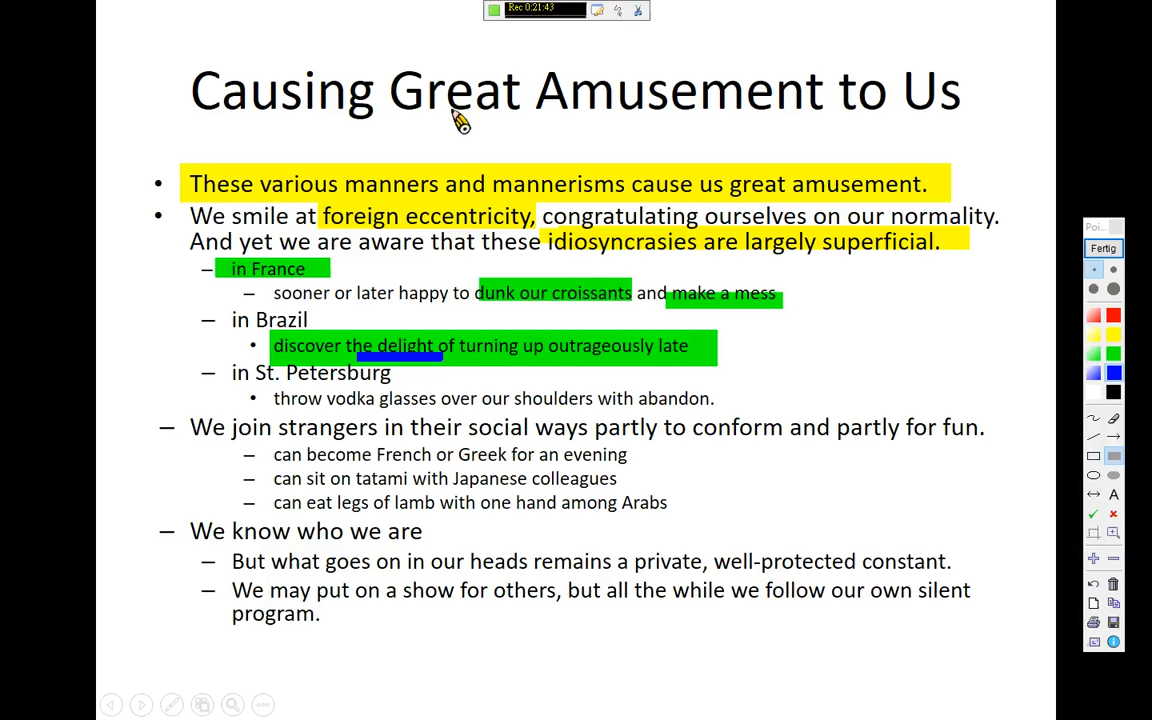 Rec 0:21:43
Causing Great Amusement to Us
• These various manners and mannerisms cause us great amusement.
• We smile at foreign eccentricity, congratulating ourselves on our normality.
And yet we are aware that these idiosyncrasies are largely superficial.
– in France
– sooner or later happy to dunk our croissants and make a mess
– in Brazil
• discover the delight of turning up outrageously late
– in St. Petersburg
• throw vodka glasses over our shoulders with abandon.
– We join strangers in their social ways partly to conform and partly for fun.
– can become French or Greek for an evening
– can sit on tatami with Japanese colleagues
– can eat legs of lamb with one hand among Arabs
– We know who we are
– But what goes on in our heads remains a private, well-protected constant.
– We may put on a show for others, but all the while we follow our own silent
program.
Poi...
Fertig
A